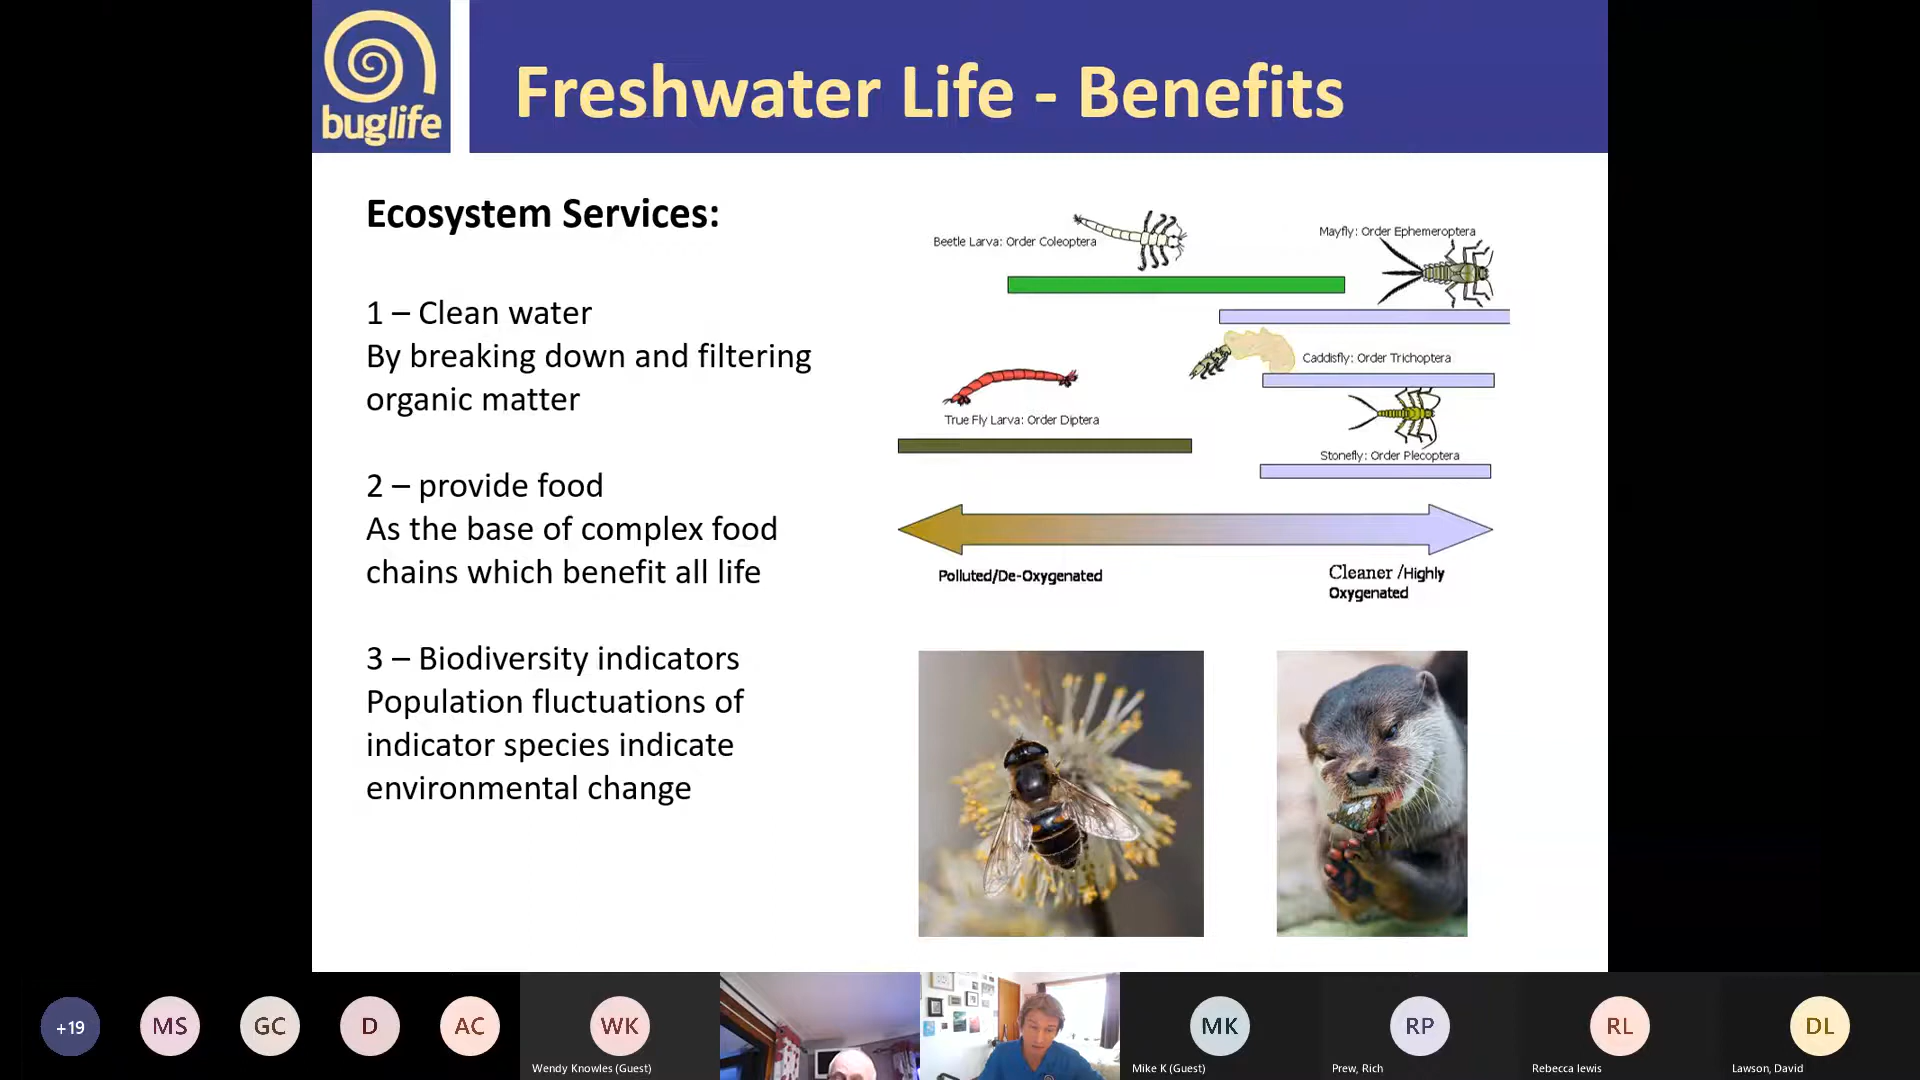 buglife
Freshwater Life - Benefits
Ecosystem Services:
1 – Clean water
By breaking down and filtering
organic matter
2 – provide food
As the base of complex food
chains which benefit all life
3 – Biodiversity indicators
Population fluctuations of
indicator species indicate
environmental change
Beetle Larva: Order Coleoptera
Mayfly: Order Ephemeroptera
Caddisfly: Order Trichoptera
True Fly Larva: Order Diptera
Stonefly: Order Plecoptera
Polluted/De-Oxygenated
Cleaner /Highly
Oxygenated
+19
MS
GC
D
AC
WK
Wendy Knowles (Guest)
MK
Mike K (Guest)
RP
Prew, Rich
RL
Rebecca lewis
DL
Lawson, David